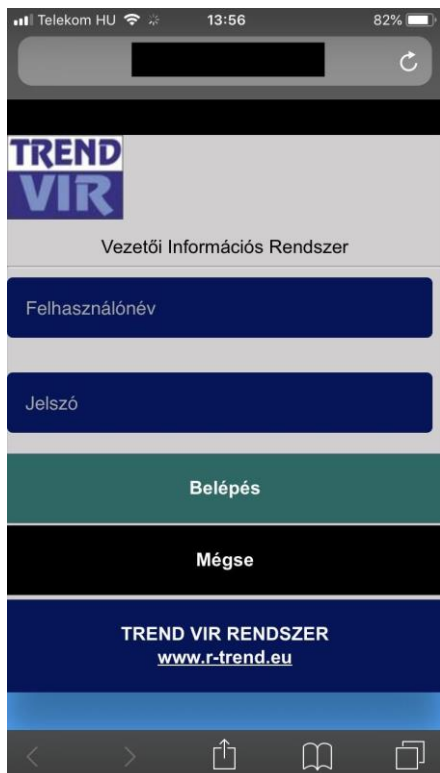 Telekom HU 13:56 82%
TREND
VIR
Vezetői Információs Rendszer
Felhasználónév
Jelszó
Belépés
Mégse
TREND VIR RENDSZER
www.r-trend.eu